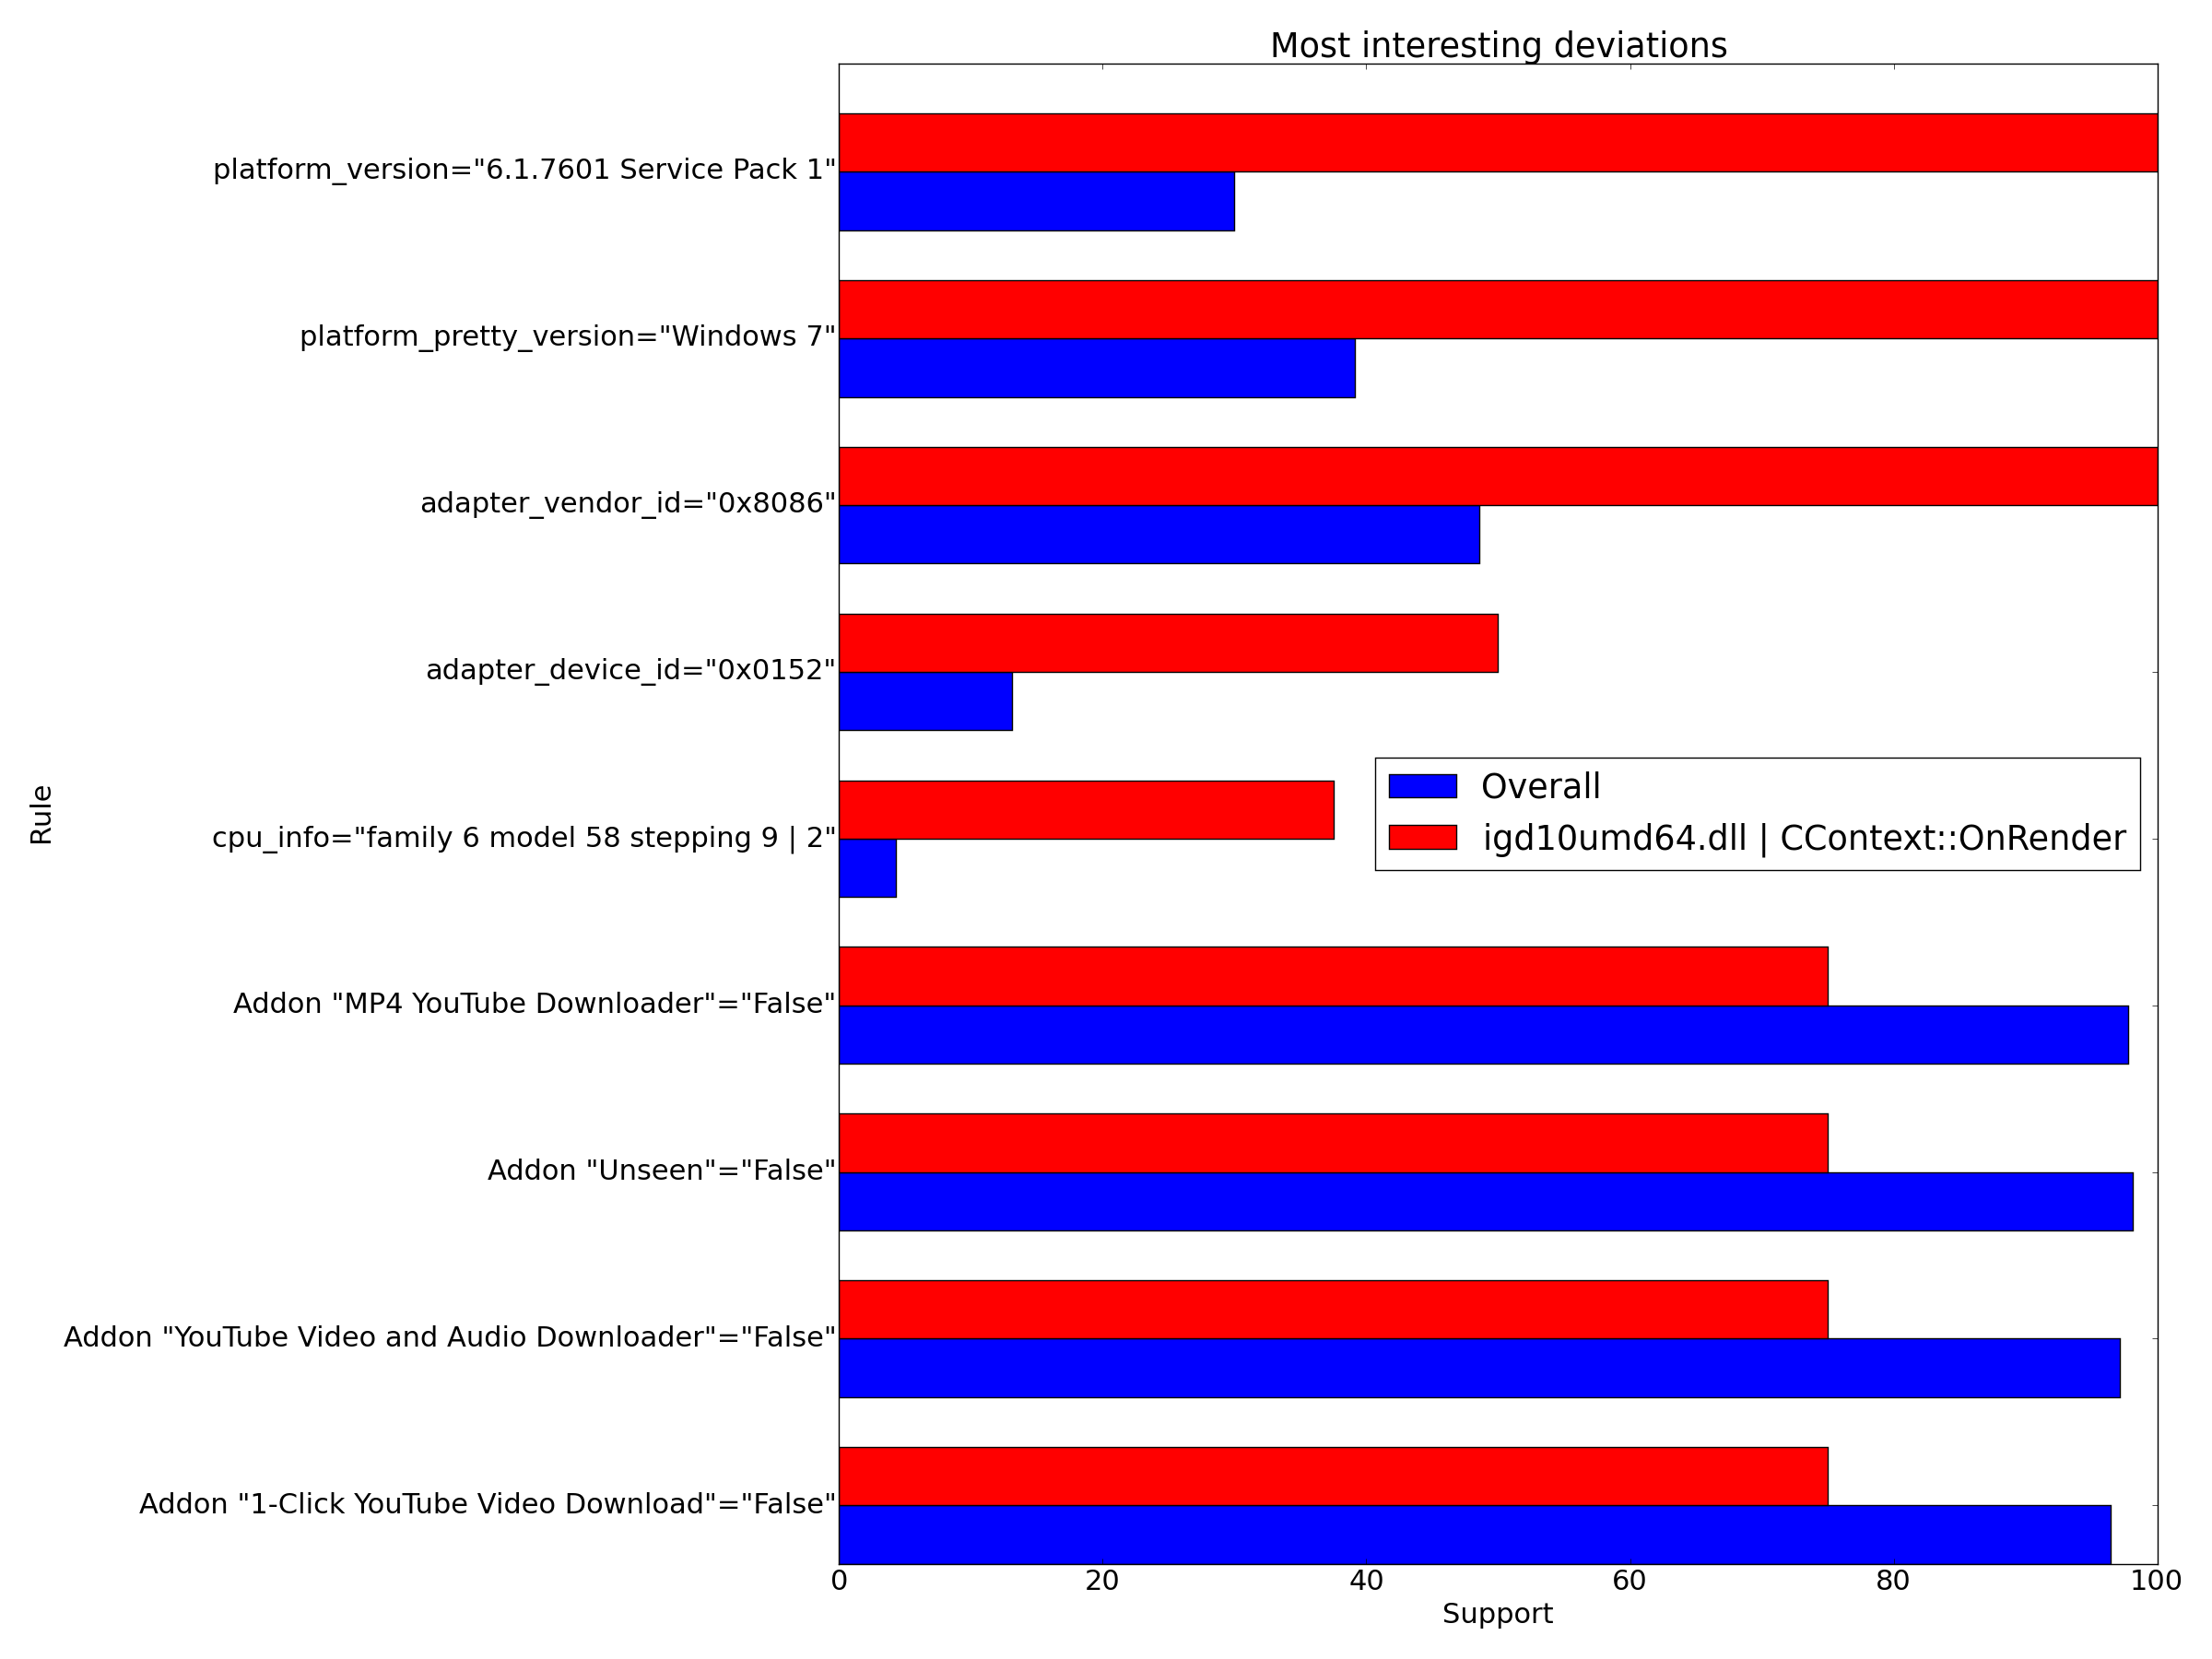 Most interesting deviations
platform_version="6.1.7601 Service Pack 1"
platform_pretty_version="Windows 7"
adapter_vendor_id="0x8086"
adapter_device_id="0x0152"
Rule
cpu_info="family 6 model 58 stepping 9 | 2"
Overall
igd10umd64.dll | CContext::OnRender
Addon "MP4 YouTube Downloader"="False"
Addon "Unseen"="False"
Addon "YouTube Video and Audio Downloader"="False"
Addon "1-Click YouTube Video Download"="False"
0 20 40 60 80 100
Support